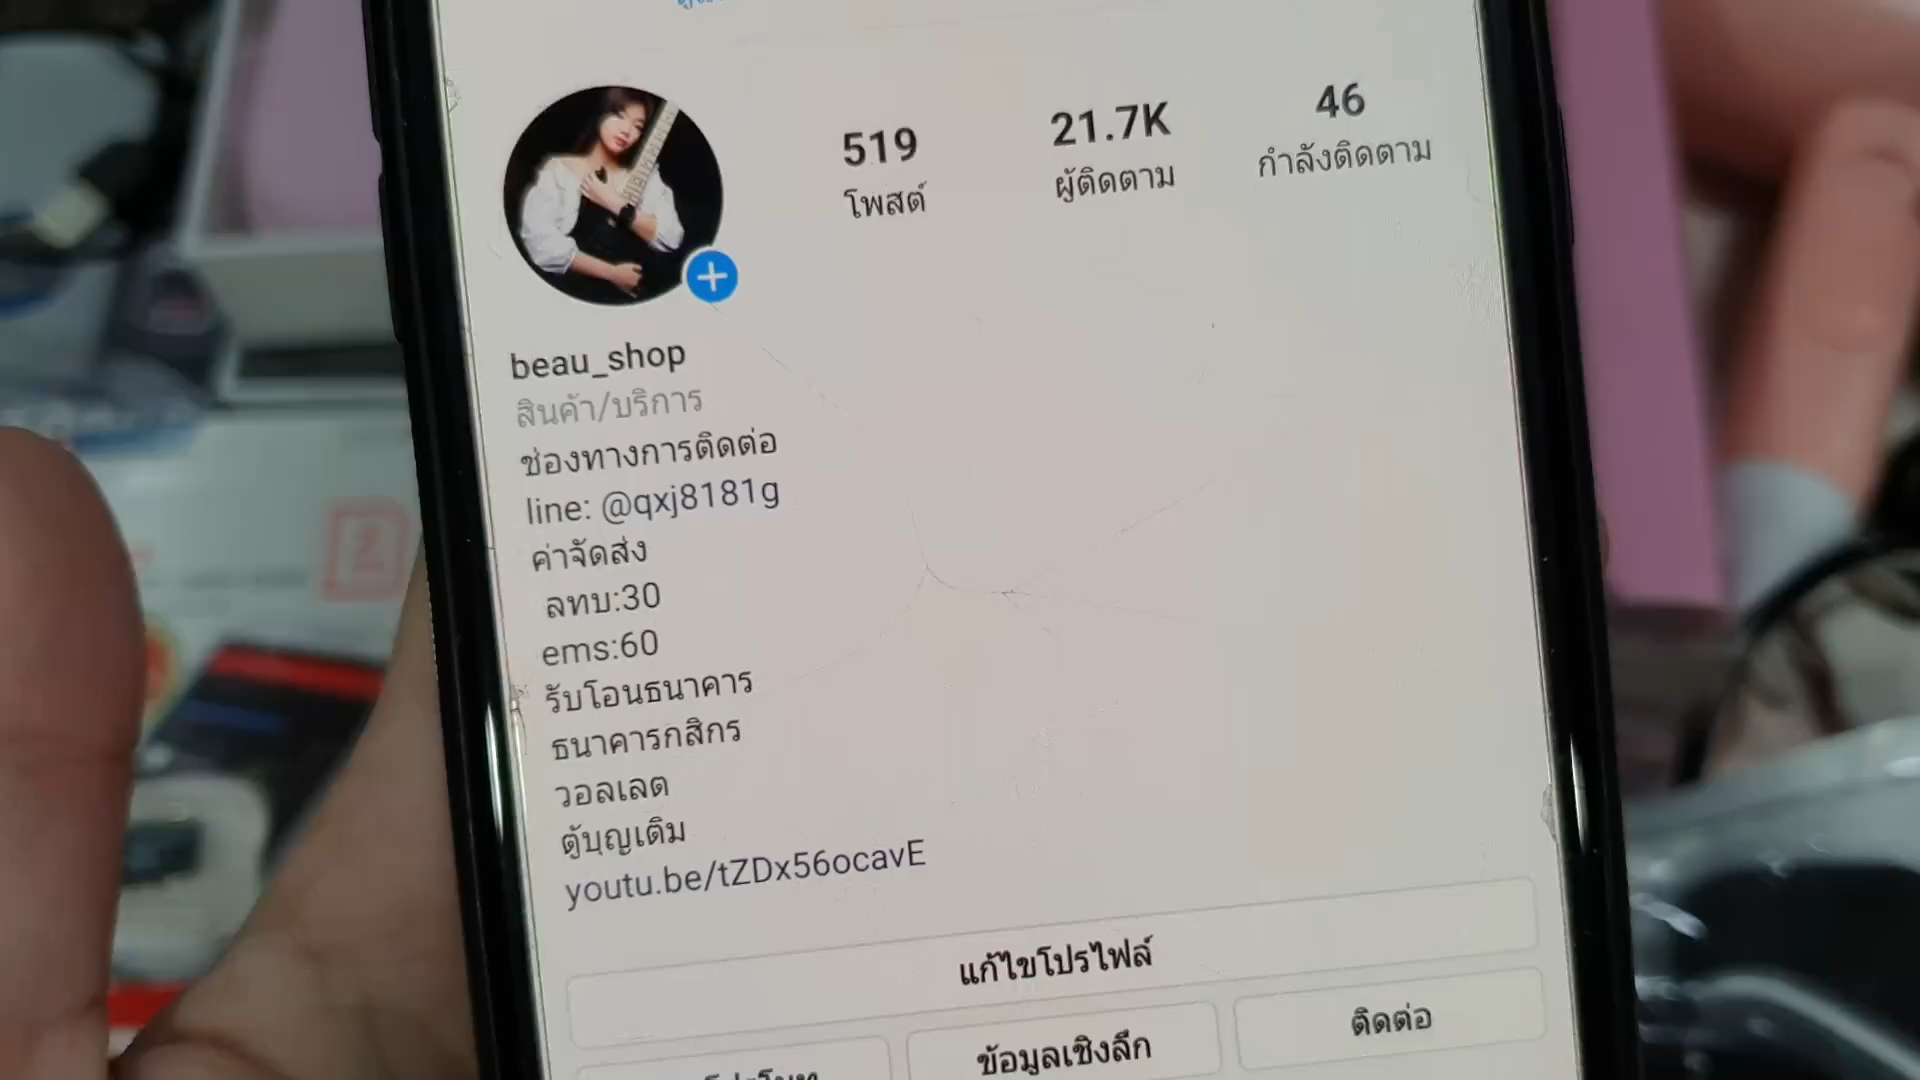 519
โพสต์
21.7K
ผู้ติดตาม
46
กำลังติดตาม
beau_shop
สินค้า/บริการ
ช่องทางการติดต่อ
line: @qxj8181g
ค่าจัดส่ง
ลทบ:30
ems:60
รับโอนธนาคาร
ธนาคารกสิกร
วอลเลต
ตู้บุญเติม
youtu.be/tZDx56ocavE
แก้ไขโปรไฟล์
ข้อมูลเชิงลึก
ติดต่อ